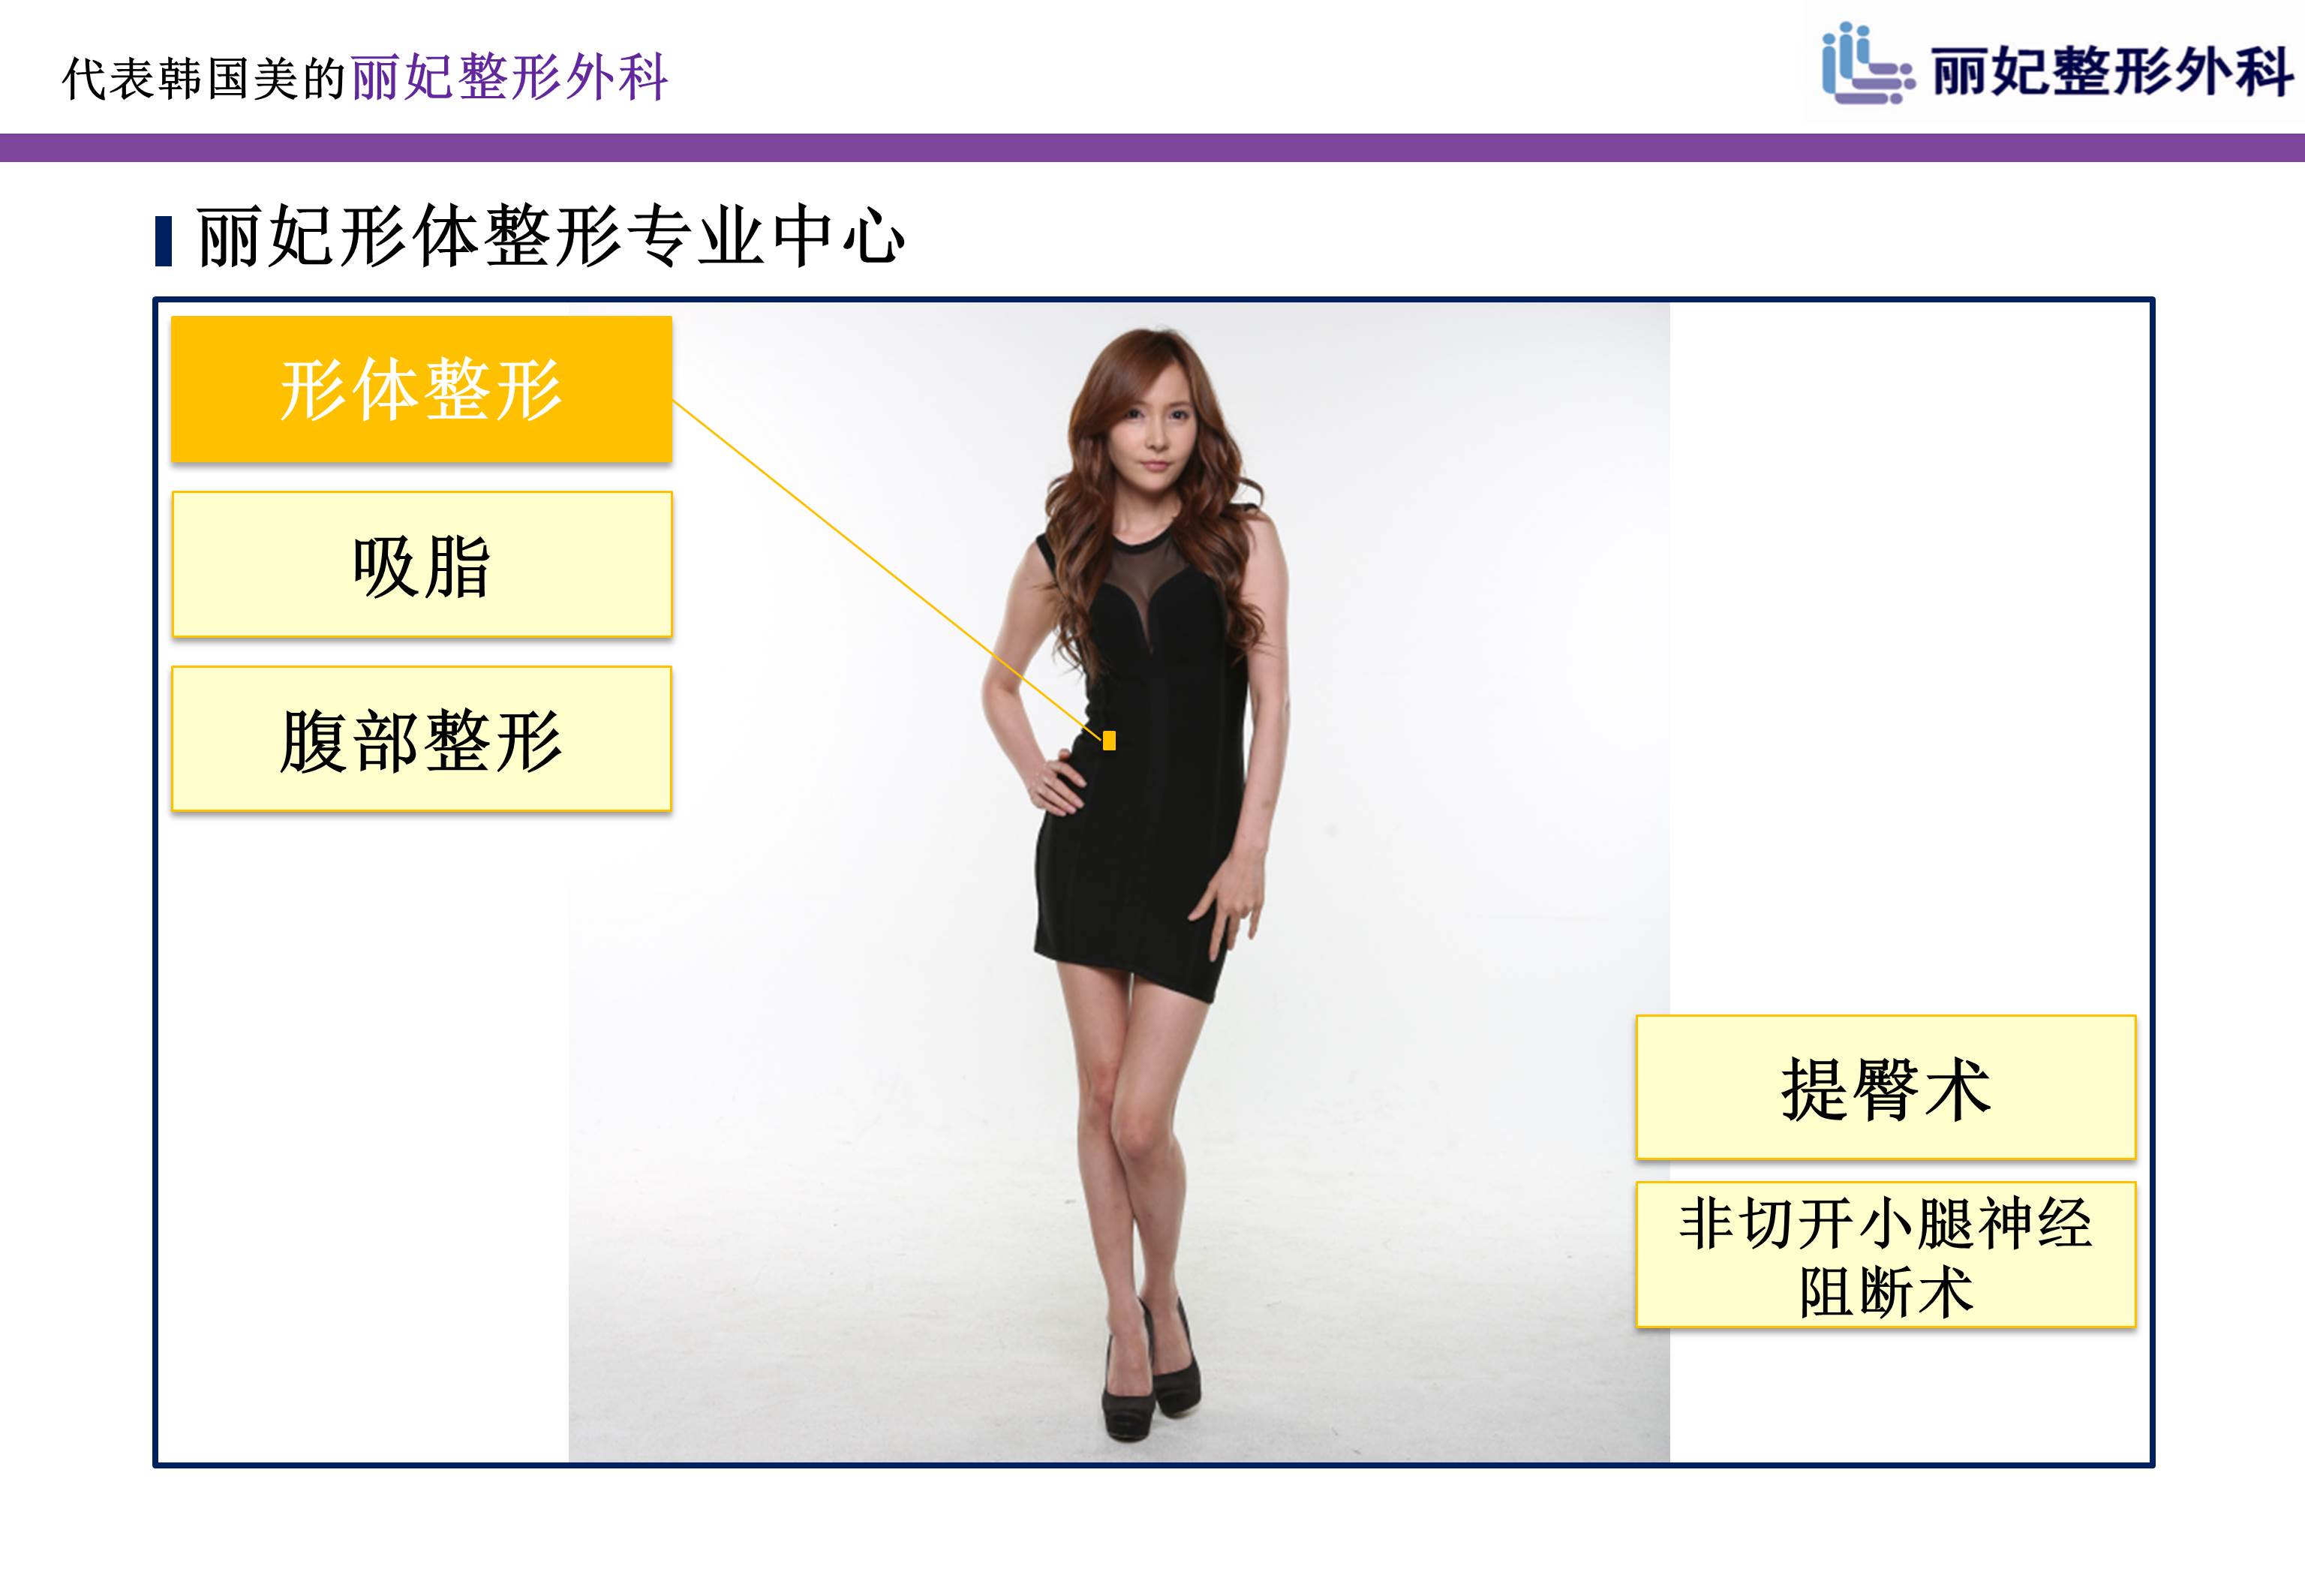 代表韩国美的丽妃整形外科
丽妃整形外科
丽妃形体整形专业中心
形体整形
吸脂
腹部整形
提臀术
非切开小腿神经
阻断术